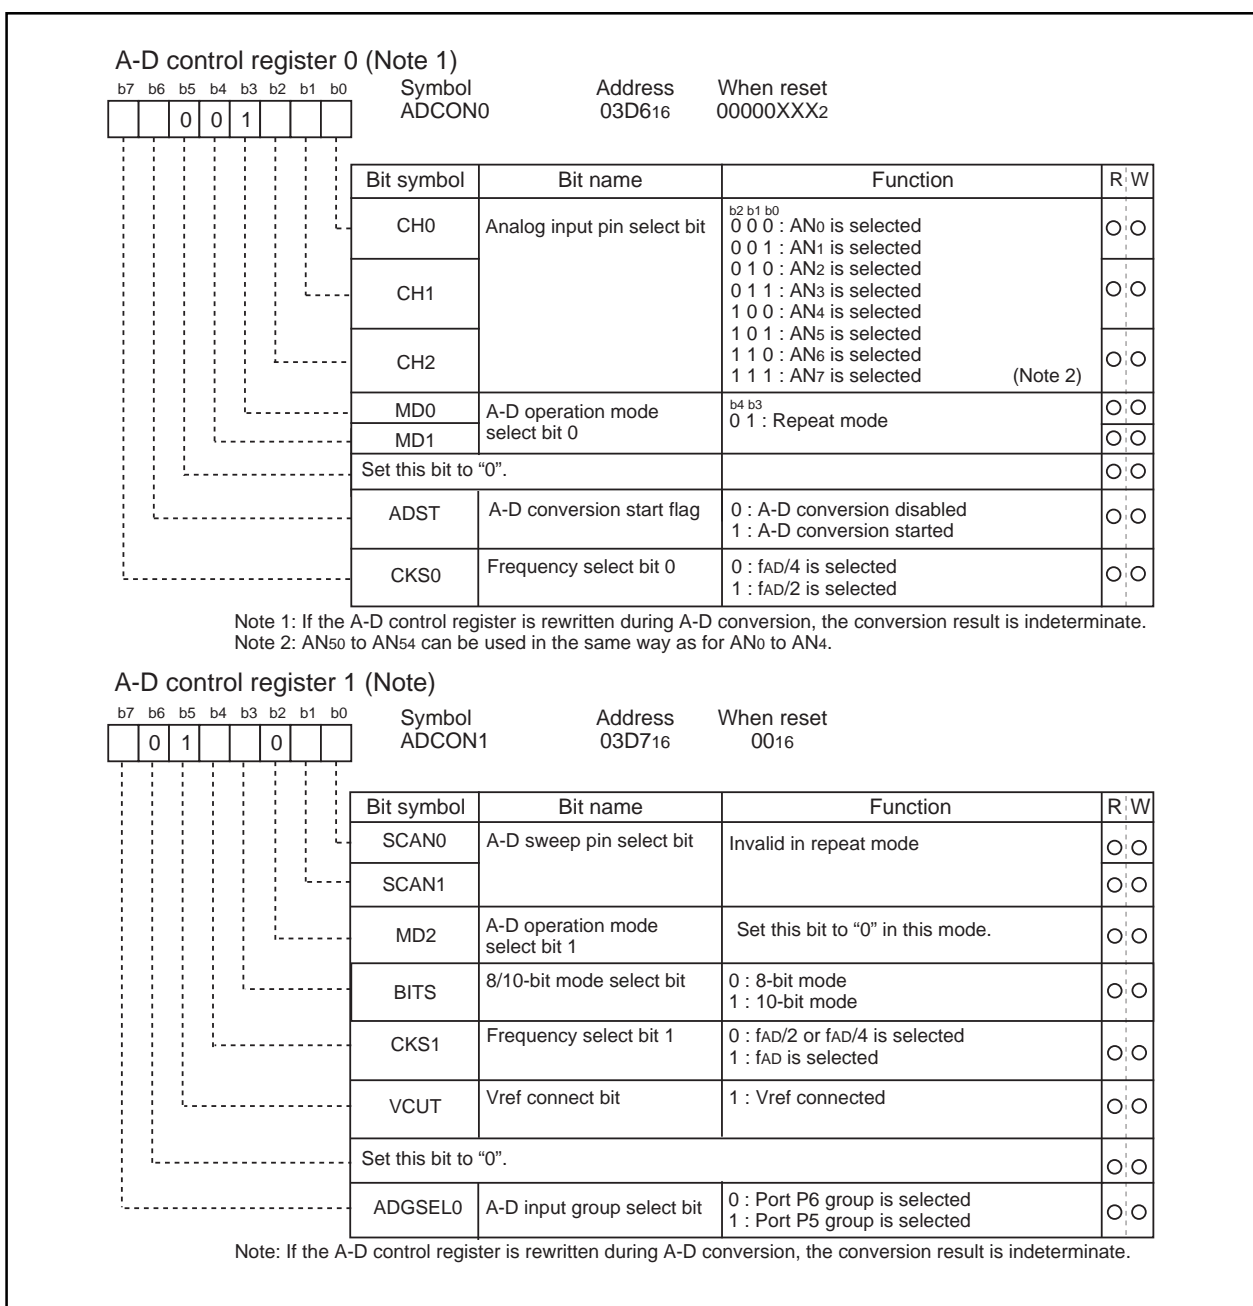 A-D control register 0 (Note 1)
b7 b6 b5 b4 b3 b2 b1 b0
Symbol Address When reset
ADCON0 03D616 00000XXX2
0 0 1
Bit symbol Bit name Function R W
CH0 Analog input pin select bit
b2 b1 b0
0 0 0 : AN0 is selected
0 0 1 : AN1 is selected
0 1 0 : AN2 is selected
CH1
0 1 1 : AN3 is selected
1 0 0 : AN4 is selected
1 0 1 : AN5 is selected
CH2
1 1 0 : AN6 is selected
1 1 1 : AN7 is selected (Note 2)
MD0 A-D operation mode
select bit 0
MD1
b4 b3
0 1 : Repeat mode
Set this bit to “0”.
ADST A-D conversion start flag
0 : A-D conversion disabled
1 : A-D conversion started
CKS0 Frequency select bit 0
0 : fAD/4 is selected
1 : fAD/2 is selected
Note 1: If the A-D control register is rewritten during A-D conversion, the conversion result is indeterminate.
Note 2: AN50 to AN54 can be used in the same way as for AN0 to AN4.
A-D control register 1 (Note)
b7 b6 b5 b4 b3 b2 b1 b0
Symbol Address When reset
ADCON1 03D716 0016
0 1 0
Bit symbol Bit name Function R W
SCAN0 A-D sweep pin select bit Invalid in repeat mode
SCAN1
MD2 A-D operation mode
select bit 1
Set this bit to “0” in this mode.
BITS 8/10-bit mode select bit
0 : 8-bit mode
1 : 10-bit mode
CKS1 Frequency select bit 1
0 : fAD/2 or fAD/4 is selected
1 : fAD is selected
VCUT Vref connect bit 1 : Vref connected
Set this bit to “0”.
ADGSEL0 A-D input group select bit
0 : Port P6 group is selected
1 : Port P5 group is selected
Note: If the A-D control register is rewritten during A-D conversion, the conversion result is indeterminate.